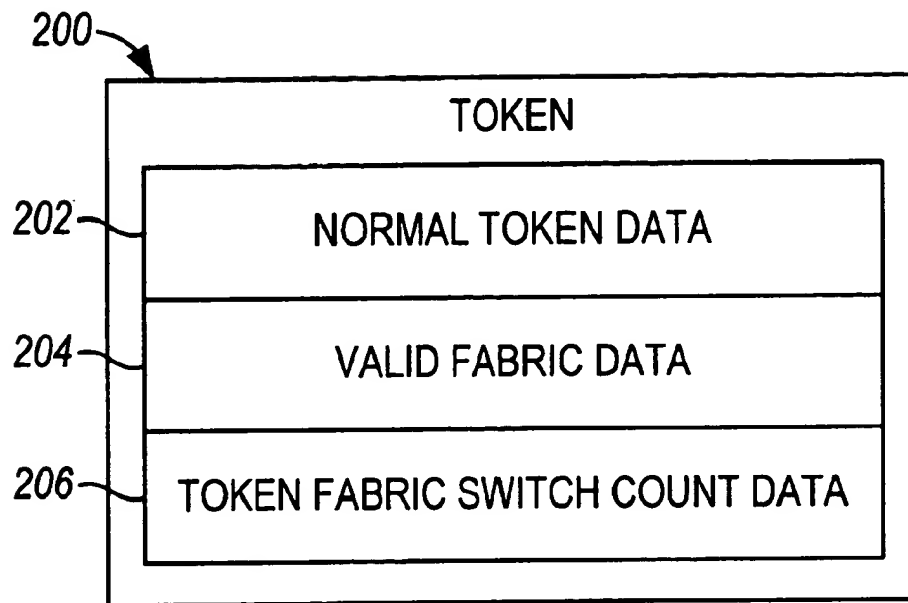 200
TOKEN
202
NORMAL TOKEN DATA
204
VALID FABRIC DATA
206
TOKEN FABRIC SWITCH COUNT DATA